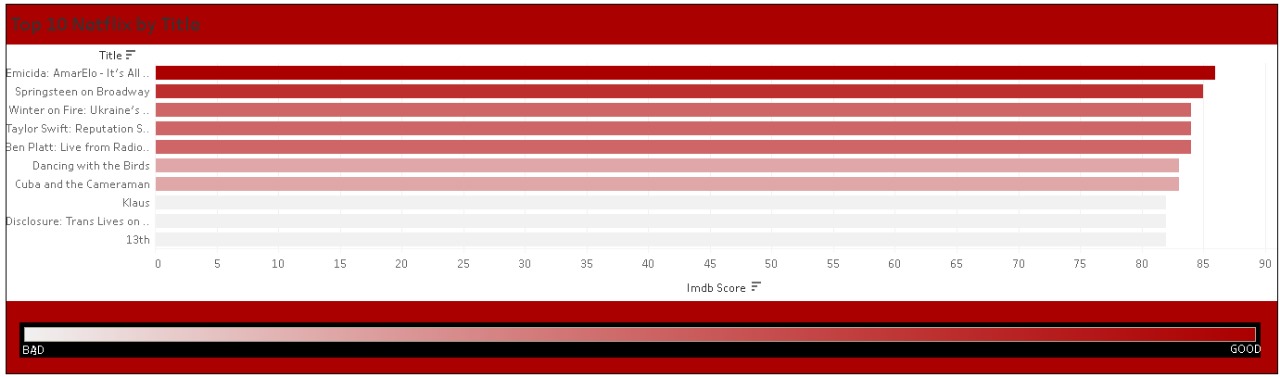 Top 10 Netflix by Title
Title
Emicida: AmarElo - It's All ..
Springsteen on Broadway
Winter on Fire: Ukraine's ..
Taylor Swift: Reputation S..
Ben Platt: Live from Radio..
Dancing with the Birds
Cuba and the Cameraman
Klaus
Disclosure: Trans Lives on ..
13th
0 5 10 15 20 25 30 35 40 45 50 55 60 65 70 75 80 85 90
Imdb Score
BAD GOOD